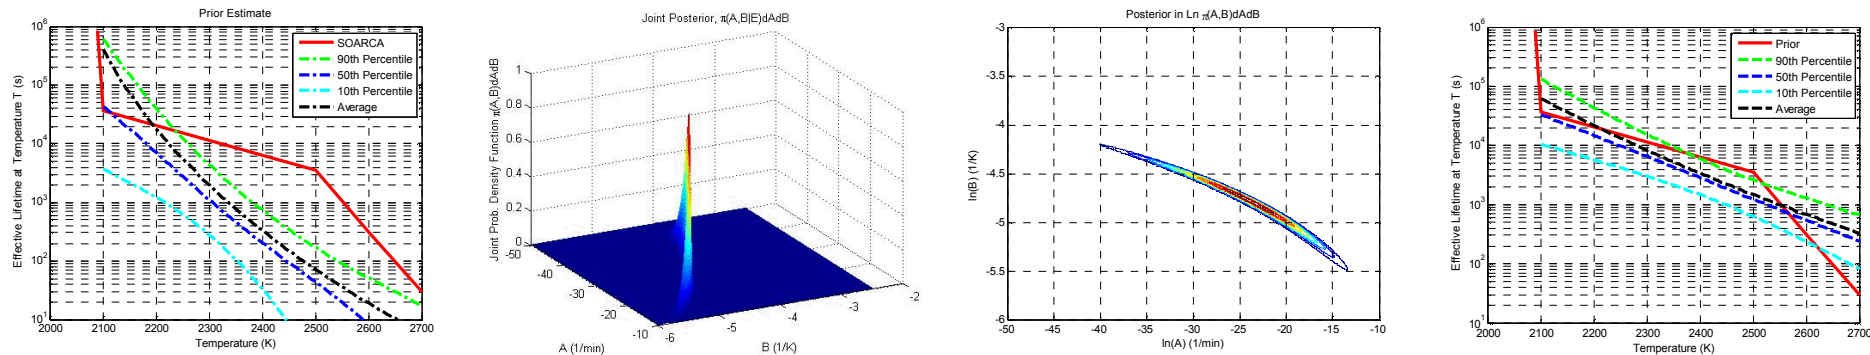 Prior Estimate
Effective Lifetime at Temperature T (s)
10^6
10^5
10^4
10^3
10^2
10^1
SOARCA
90th Percentile
50th Percentile
10th Percentile
Average
2000 2100 2200 2300 2400 2500 2600 2700
Temperature (K)
Joint Posterior, π(A,B|E)dAdB
Joint Prob. Density Function π(A,B)dAdB
1
0.8
0.6
0.4
0.2
0
-50
-40
-30
-20
-10
-6
-5
-4
-3
-2
A (1/min)
B (1/K)
Posterior in Ln π(A,B)dAdB
ln(B) (1/K)
-3
-3.5
-4
-4.5
-5
-5.5
-6
-50 -45 -40 -35 -30 -25 -20 -15 -10
ln(A) (1/min)
Effective Lifetime at Temperature T (s)
10^6
10^5
10^4
10^3
10^2
10^1
Prior
90th Percentile
50th Percentile
10th Percentile
Average
2000 2100 2200 2300 2400 2500 2600 2700
Temperature (K)